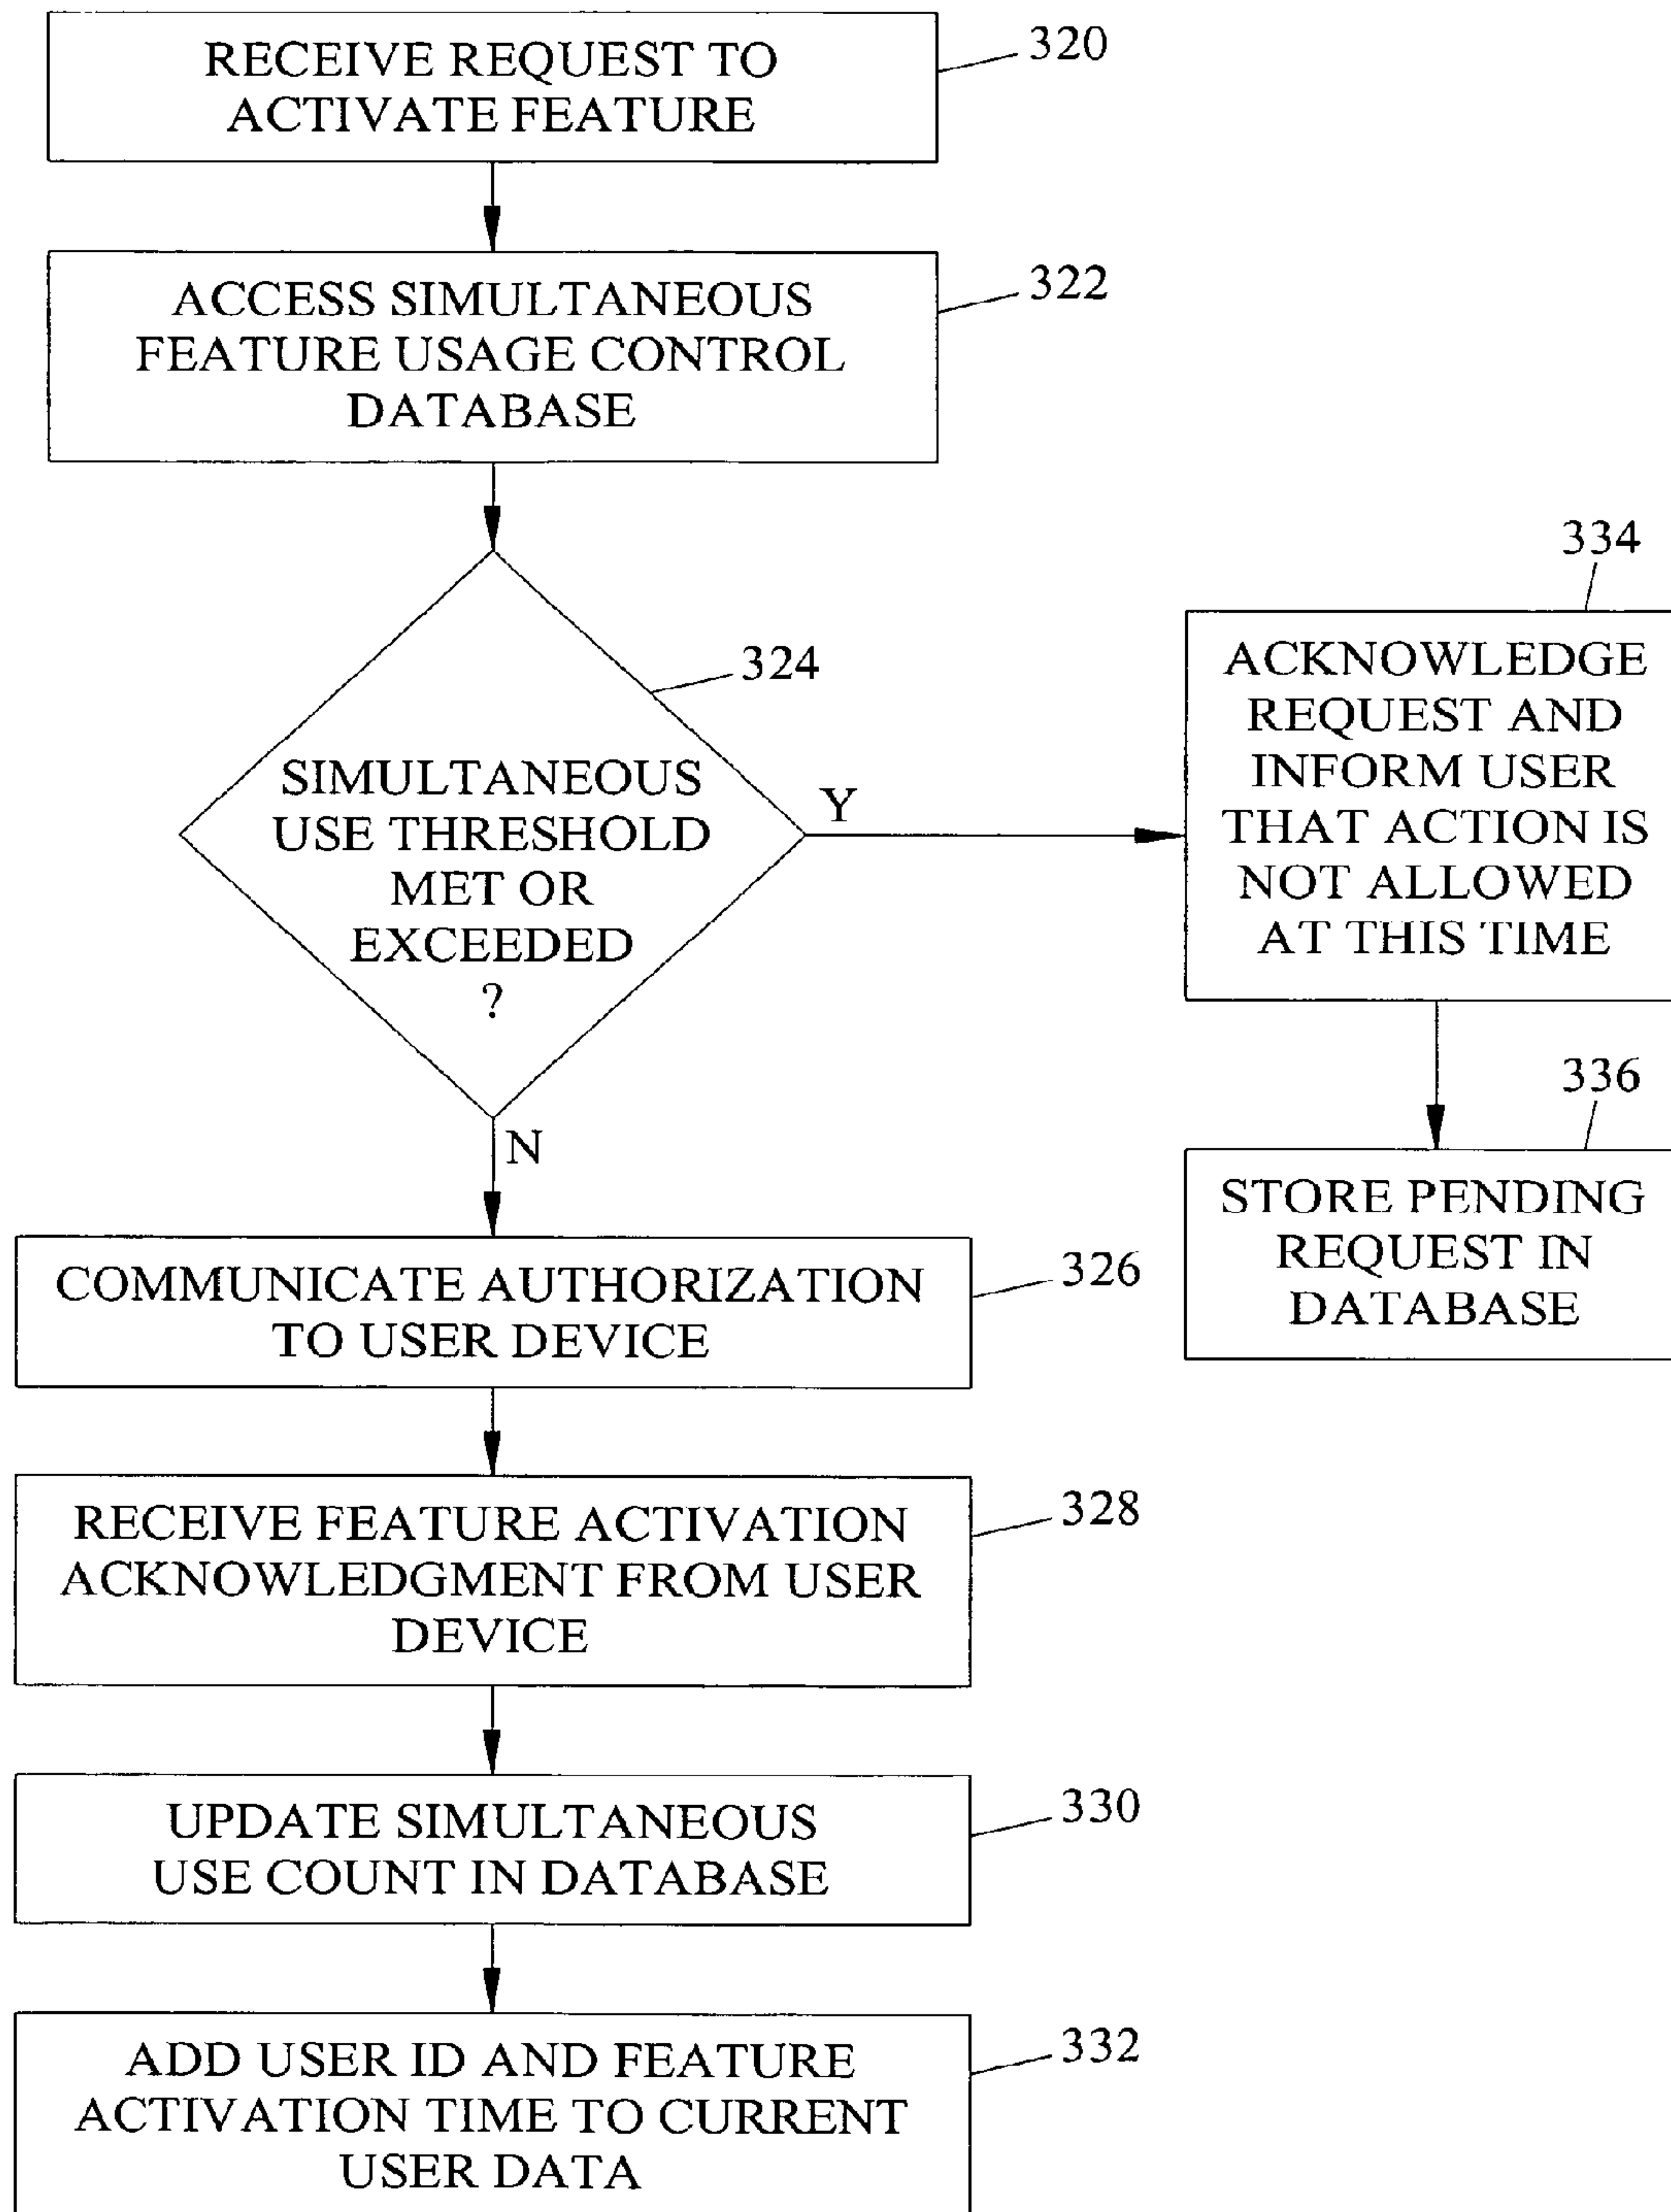 RECEIVE REQUEST TO
ACTIVATE FEATURE
320
ACCESS SIMULTANEOUS
FEATURE USAGE CONTROL
DATABASE
322
SIMULTANEOUS
USE THRESHOLD
MET OR
EXCEEDED
?
324
Y
334
ACKNOWLEDGE
REQUEST AND
INFORM USER
THAT ACTION IS
NOT ALLOWED
AT THIS TIME
336
STORE PENDING
REQUEST IN
DATABASE
N
COMMUNICATE AUTHORIZATION
TO USER DEVICE
326
RECEIVE FEATURE ACTIVATION
ACKNOWLEDGMENT FROM USER
DEVICE
328
UPDATE SIMULTANEOUS
USE COUNT IN DATABASE
330
ADD USER ID AND FEATURE
ACTIVATION TIME TO CURRENT
USER DATA
332